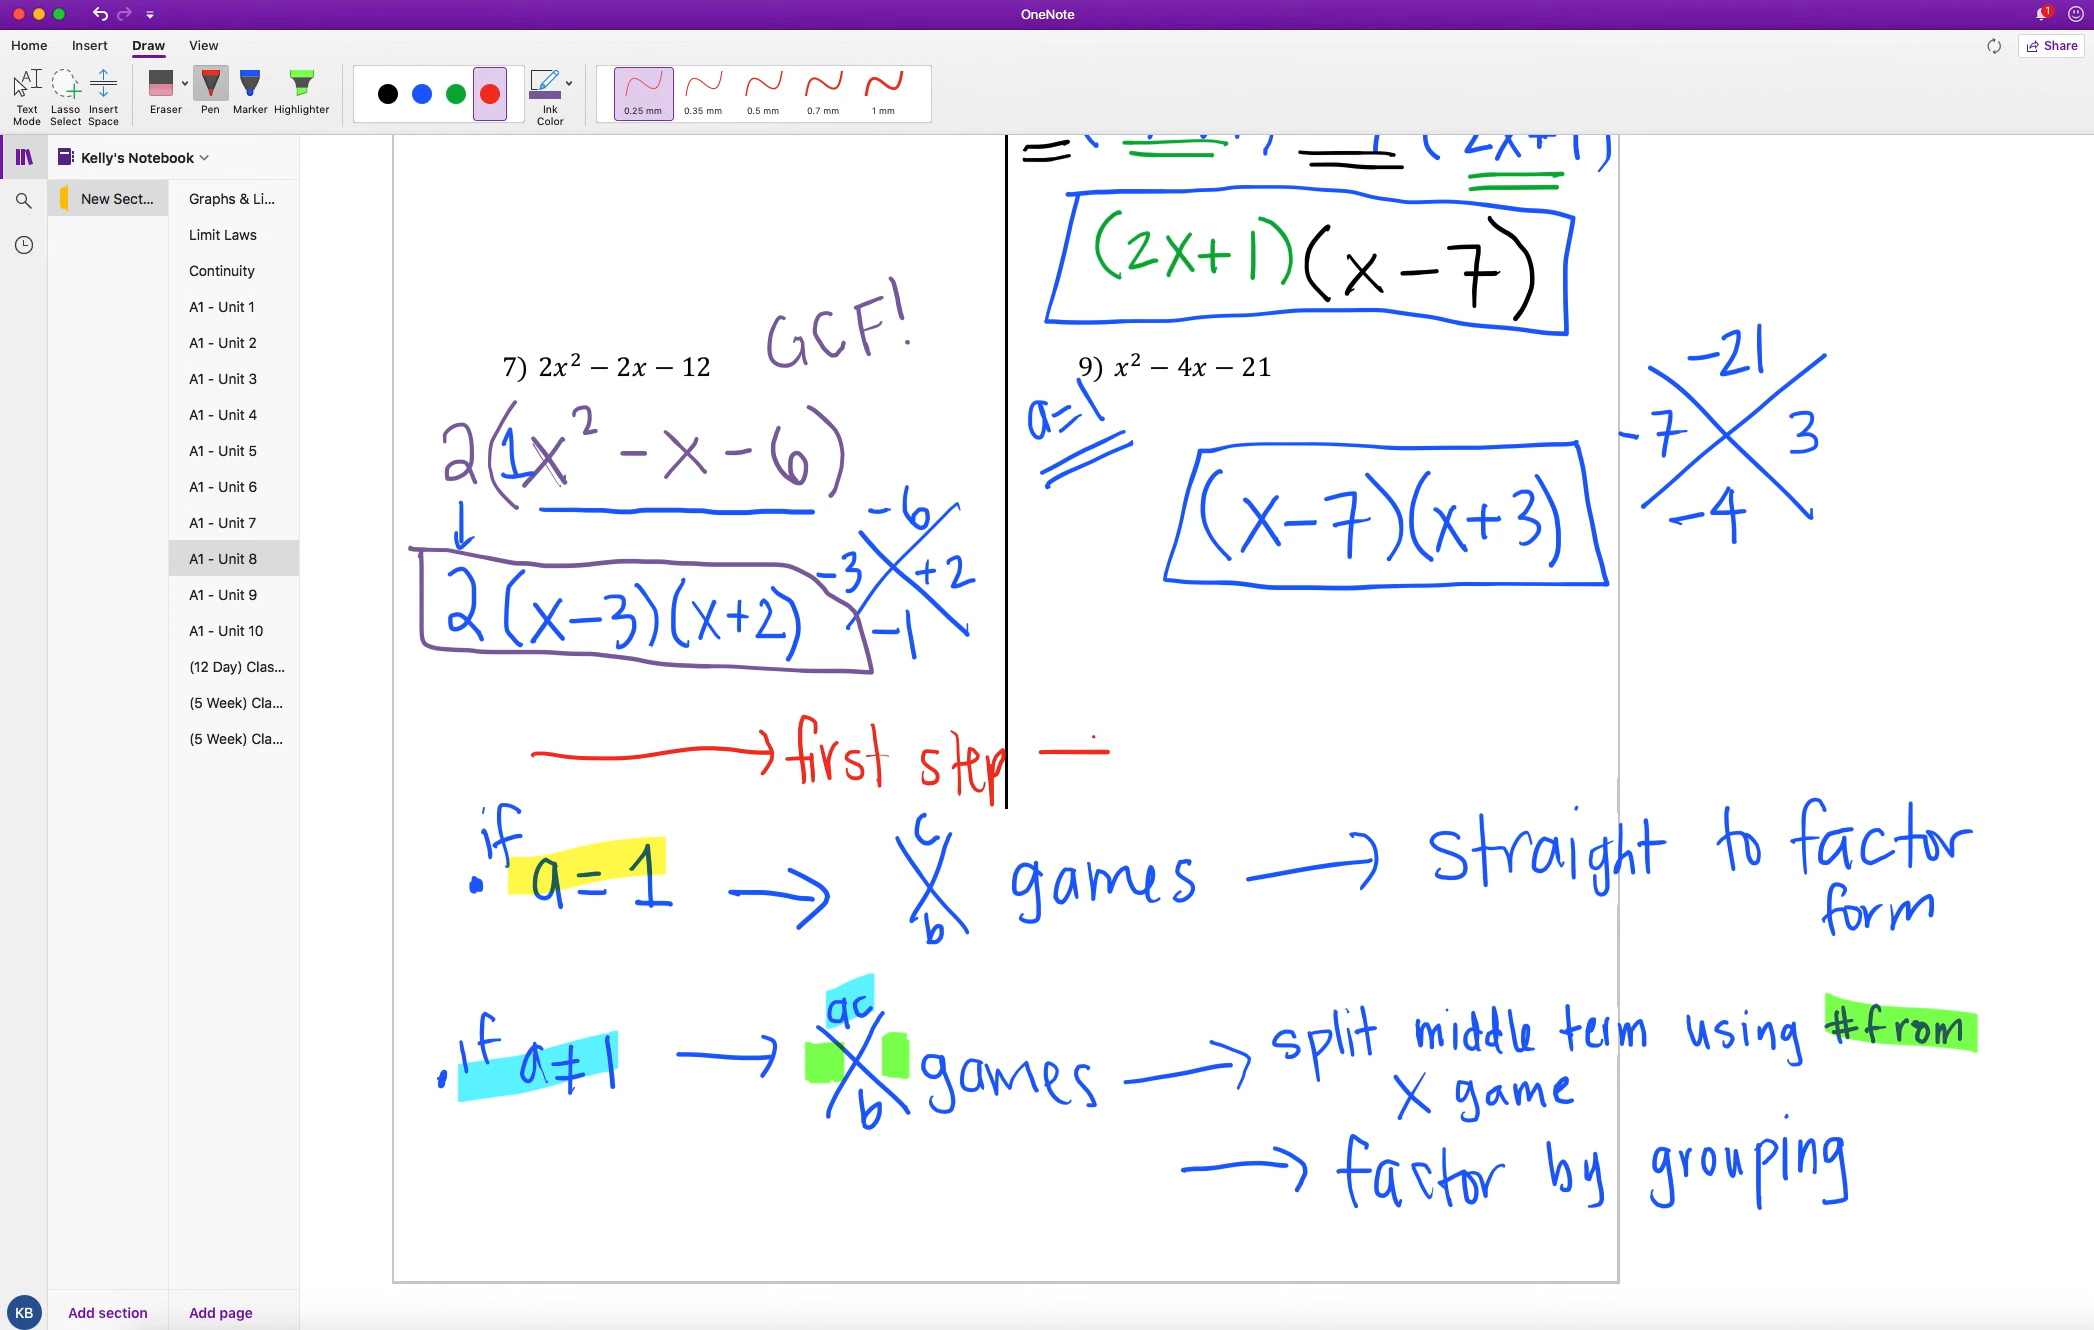 OneNote
1
Home Insert Draw View
Share
Text Mode
Lasso Select
Insert Space
Eraser
Pen
Marker
Highlighter
Ink Color
0.25 mm
0.35 mm
0.5 mm
0.7 mm
1 mm
Kelly's Notebook
New Sect...
Graphs & Li...
Limit Laws
Continuity
A1 - Unit 1
A1 - Unit 2
A1 - Unit 3
A1 - Unit 4
A1 - Unit 5
A1 - Unit 6
A1 - Unit 7
A1 - Unit 8
A1 - Unit 9
A1 - Unit 10
(12 Day) Clas...
(5 Week) Cla...
(5 Week) Cla...
KB
Add section
Add page
(2x+1)
(2x+1)(x-7)
GCF!
7) 2x² − 2x − 12
2(1x² - x - 6)
-6
-3 +2
-1
2(x-3)(x+2)
9) x² − 4x − 21
a=1
-21
-7 3
-4
(x-7)(x+3)
→ first step —
• if a=1 → c X b games → straight to factor
form
• if a≠1 → ac X b games → split middle term using # from
X game
→ factor by grouping